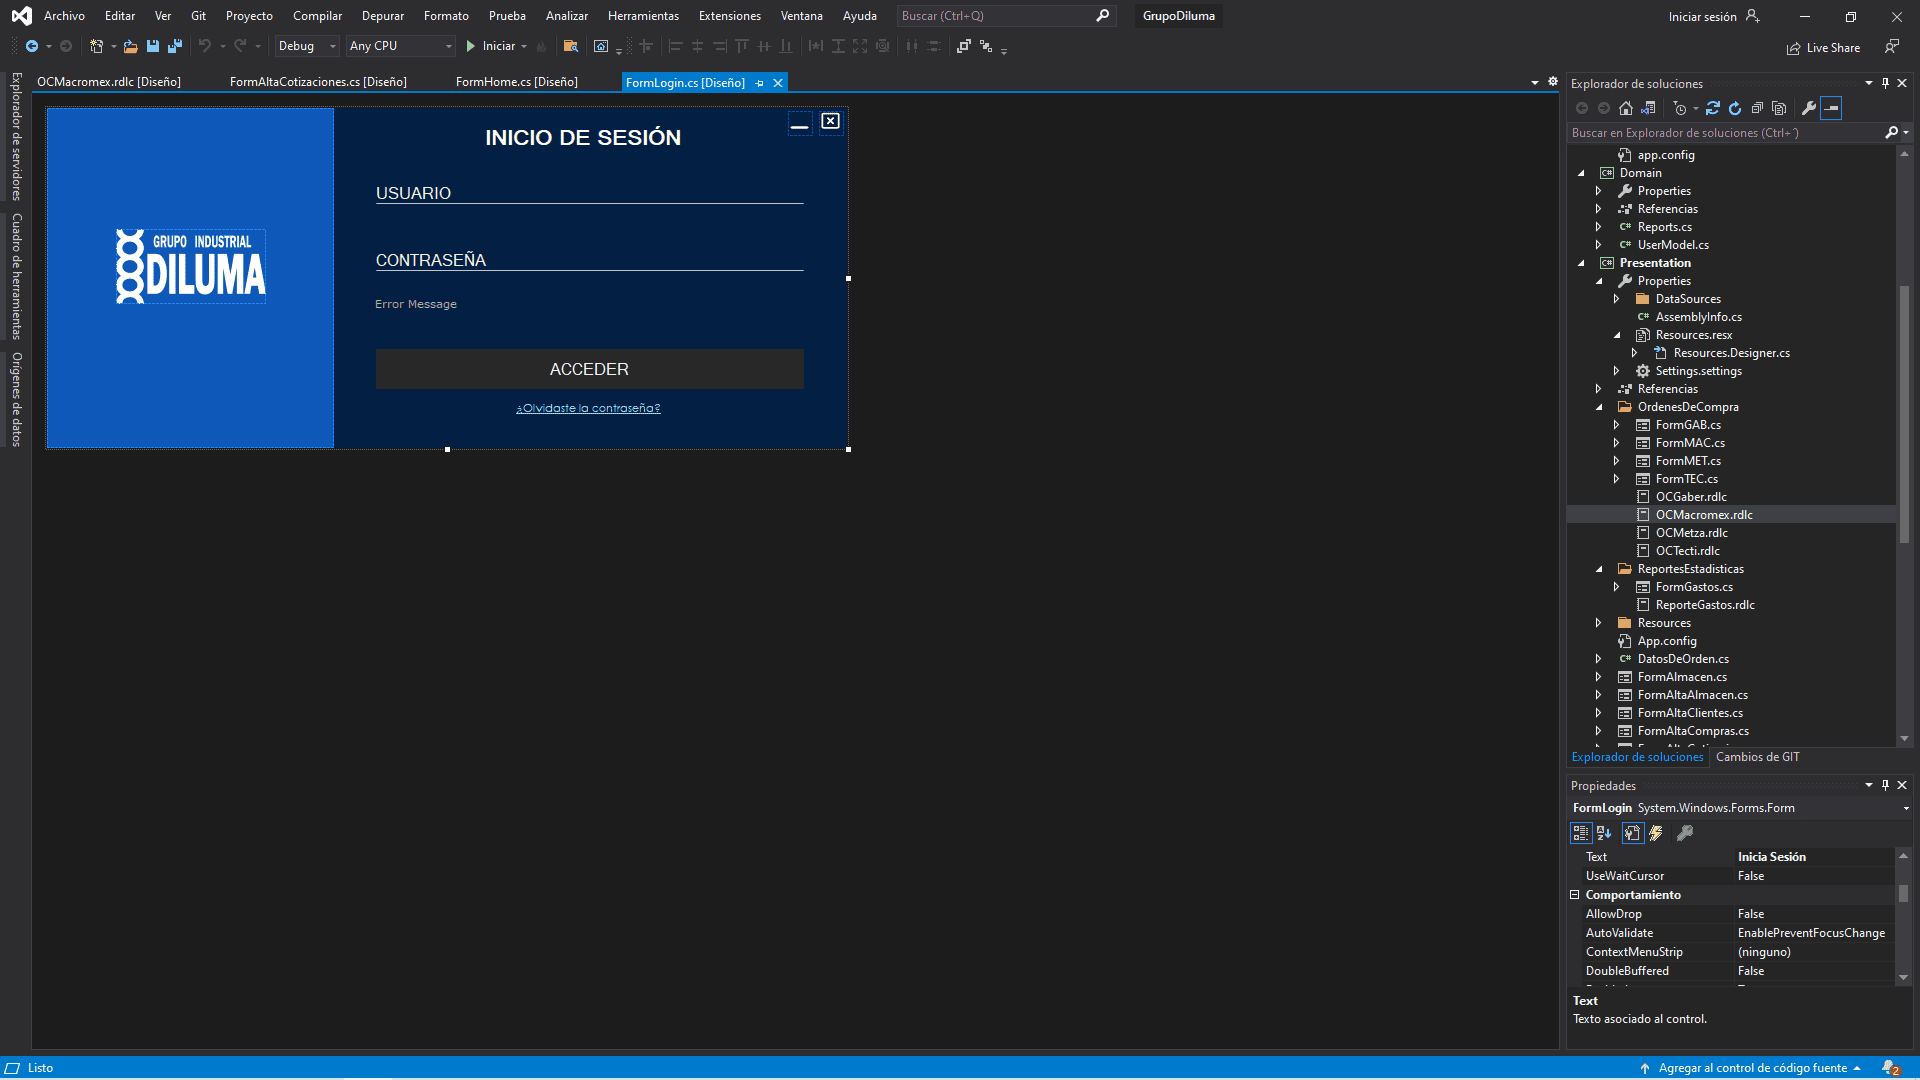 Archivo Editar Ver Git Proyecto Compilar Depurar Formato Prueba Analizar Herramientas Extensiones Ventana Ayuda Buscar (Ctrl+Q) GrupoDiluma Iniciar sesión
Debug Any CPU Iniciar Live Share
OCMacromex.rdlc [Diseño] FormAltaCotizaciones.cs [Diseño] FormHome.cs [Diseño] FormLogin.cs [Diseño]
Explorador de servidores
Cuadro de herramientas
Orígenes de datos
GRUPO INDUSTRIAL
DILUMA
INICIO DE SESIÓN
USUARIO
CONTRASEÑA
Error Message
ACCEDER
¿Olvidaste la contraseña?
Explorador de soluciones
Buscar en Explorador de soluciones (Ctrl+´)
app.config
Domain
Properties
Referencias
C# Reports.cs
C# UserModel.cs
Presentation
Properties
DataSources
C# AssemblyInfo.cs
Resources.resx
Resources.Designer.cs
Settings.settings
Referencias
OrdenesDeCompra
FormGAB.cs
FormMAC.cs
FormMET.cs
FormTEC.cs
OCGaber.rdlc
OCMacromex.rdlc
OCMetza.rdlc
OCTecti.rdlc
ReportesEstadisticas
FormGastos.cs
ReporteGastos.rdlc
Resources
App.config
C# DatosDeOrden.cs
FormAlmacen.cs
FormAltaAlmacen.cs
FormAltaClientes.cs
FormAltaCompras.cs
Explorador de soluciones Cambios de GIT
Propiedades
FormLogin System.Windows.Forms.Form
Text Inicia Sesión
UseWaitCursor False
Comportamiento
AllowDrop False
AutoValidate EnablePreventFocusChange
ContextMenuStrip (ninguno)
DoubleBuffered False
Text
Texto asociado al control.
Listo Agregar al control de código fuente 2